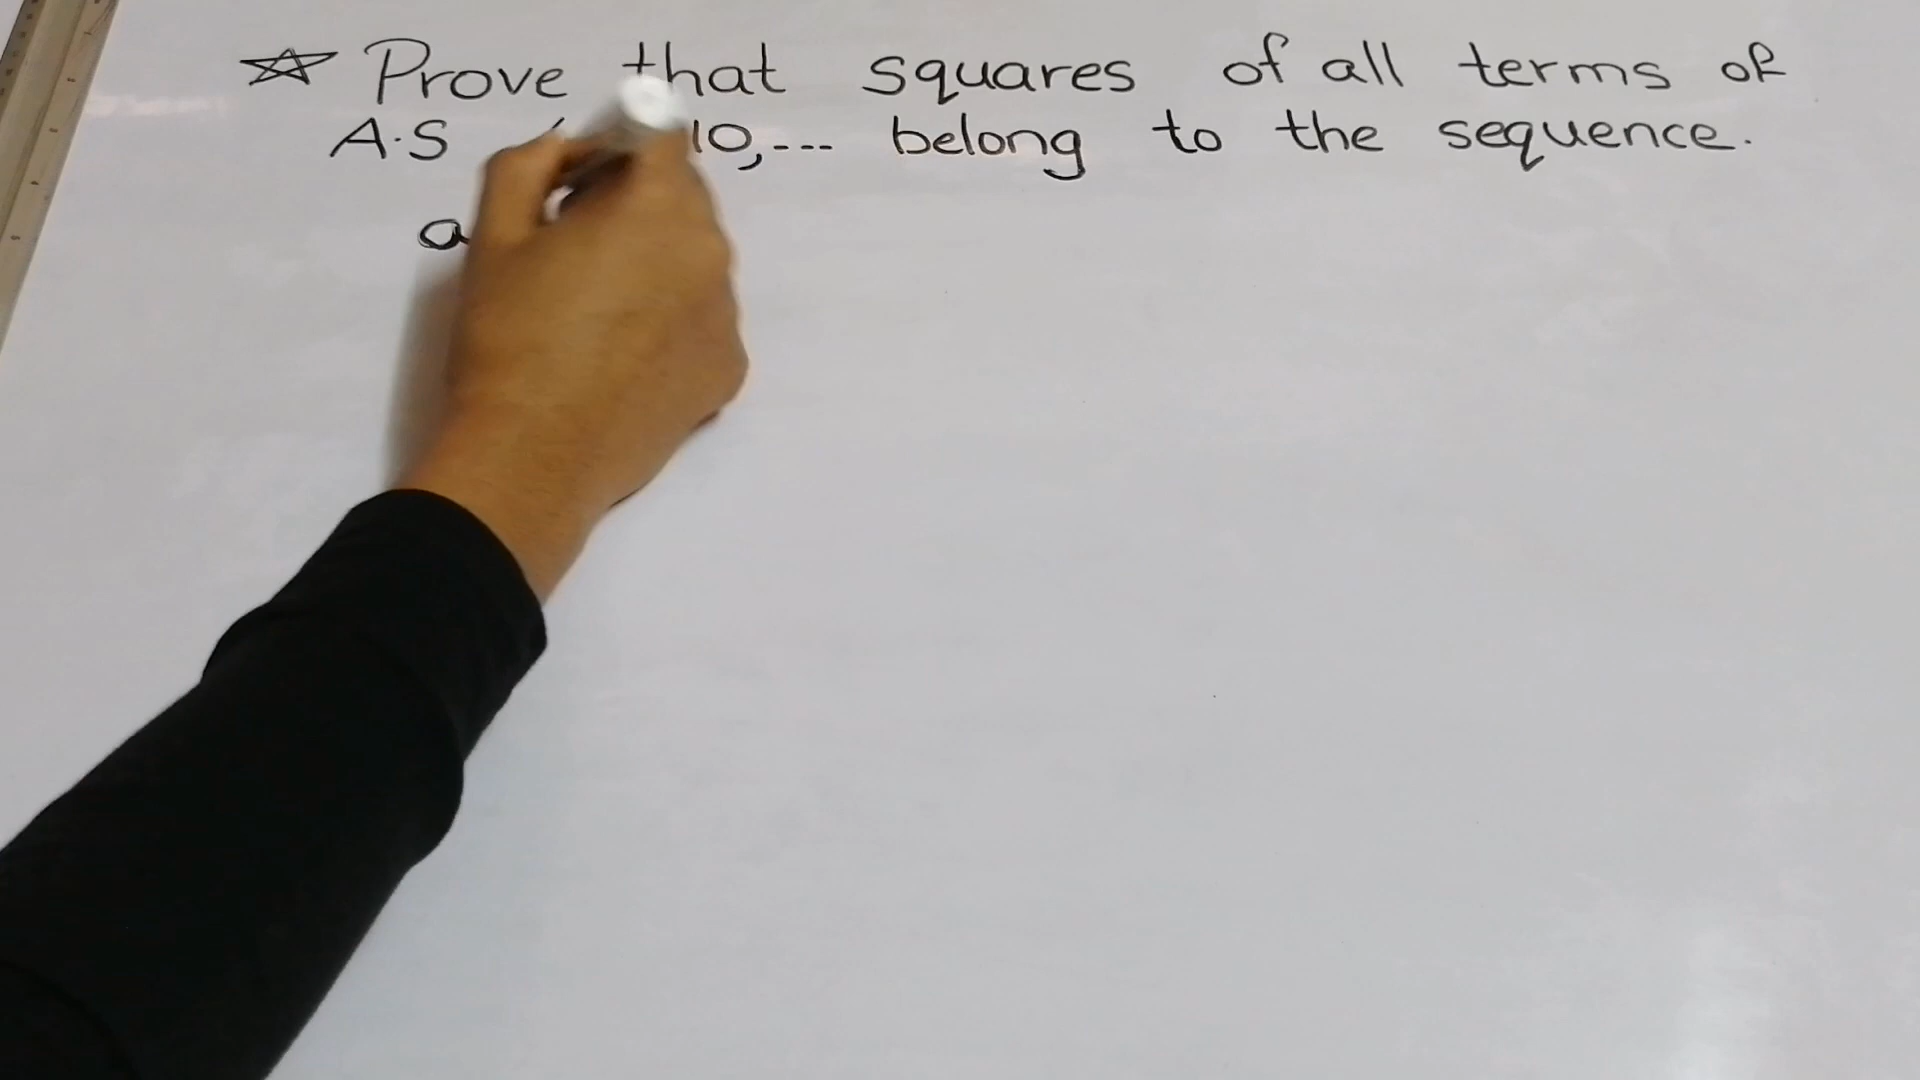 ☆ Prove that squares of all terms of
A.S 10,--- belong to the sequence.
a